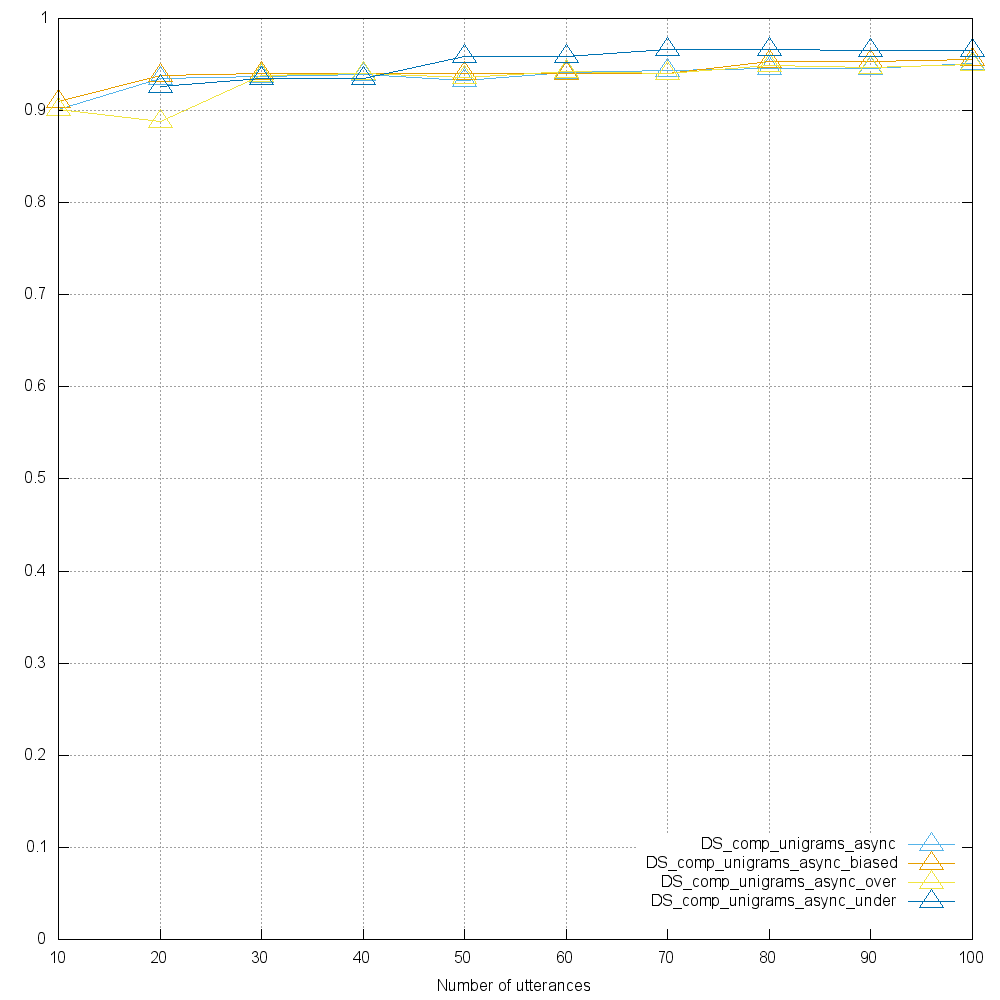 1
0.9
0.8
0.7
0.6
0.5
0.4
0.3
0.2
0.1
0
DS_comp_unigrams_async
DS_comp_unigrams_async_biased
DS_comp_unigrams_async_over
DS_comp_unigrams_async_under
10 20 30 40 50 60 70 80 90 100
Number of utterances